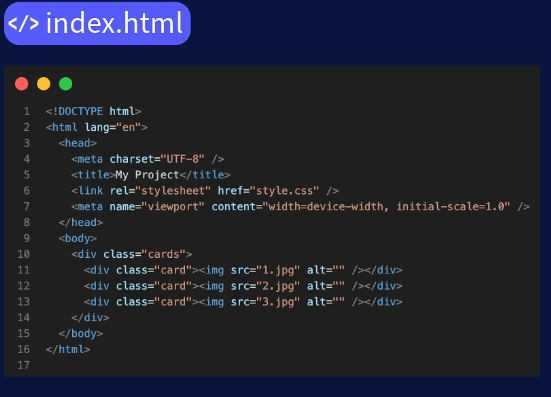 </> index.html
1 <!DOCTYPE html>
2 <html lang="en">
3   <head>
4     <meta charset="UTF-8" />
5     <title>My Project</title>
6     <link rel="stylesheet" href="style.css" />
7     <meta name="viewport" content="width=device-width, initial-scale=1.0" />
8   </head>
9   <body>
10     <div class="cards">
11       <div class="card"><img src="1.jpg" alt="" /></div>
12       <div class="card"><img src="2.jpg" alt="" /></div>
13       <div class="card"><img src="3.jpg" alt="" /></div>
14     </div>
15   </body>
16 </html>
17